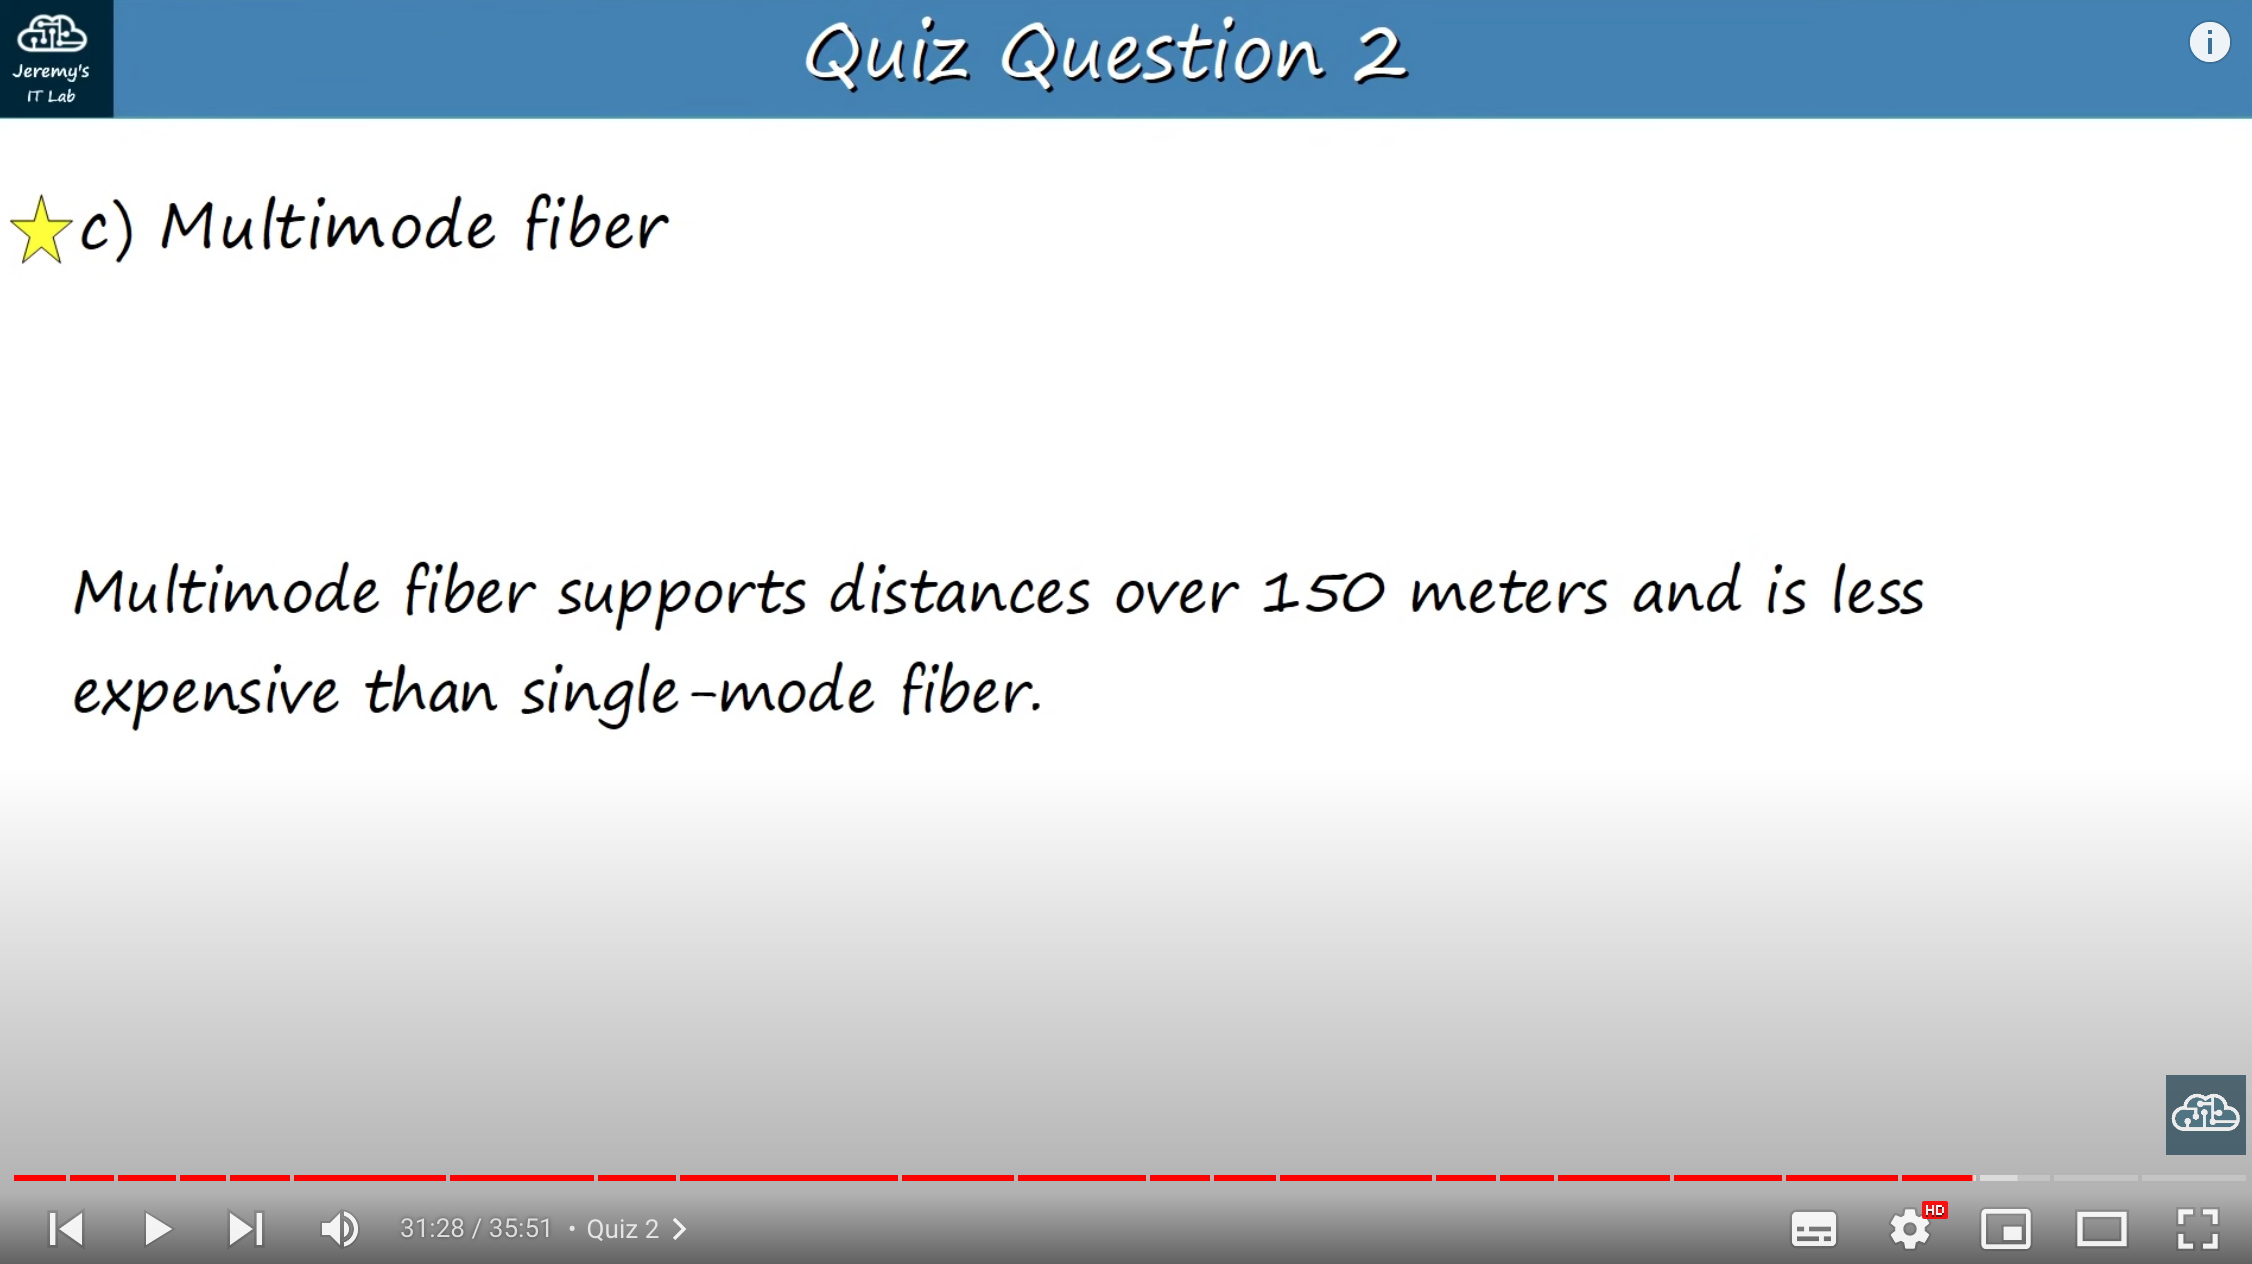 Jeremy's
IT Lab
Quiz Question 2
i
c) Multimode fiber
Multimode fiber supports distances over 150 meters and is less
expensive than single-mode fiber.
31:28 / 35:51 • Quiz 2
HD